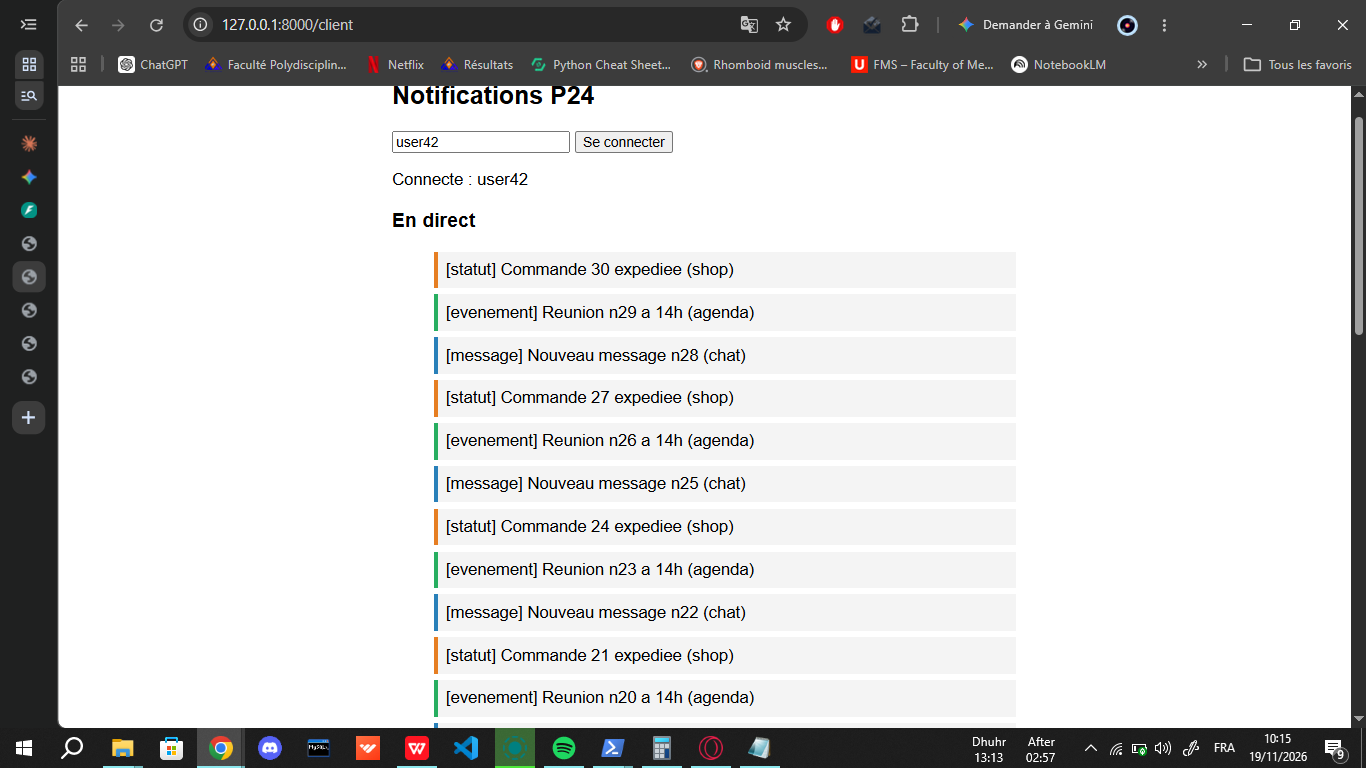 127.0.0.1:8000/client
Demander à Gemini
ChatGPT
Faculté Polydisciplin...
Netflix
Résultats
Python Cheat Sheet...
Rhomboid muscles...
FMS – Faculty of Me...
NotebookLM
Tous les favoris
Notifications P24
user42 Se connecter
Connecte : user42
En direct
[statut] Commande 30 expediee (shop)
[evenement] Reunion n29 a 14h (agenda)
[message] Nouveau message n28 (chat)
[statut] Commande 27 expediee (shop)
[evenement] Reunion n26 a 14h (agenda)
[message] Nouveau message n25 (chat)
[statut] Commande 24 expediee (shop)
[evenement] Reunion n23 a 14h (agenda)
[message] Nouveau message n22 (chat)
[statut] Commande 21 expediee (shop)
[evenement] Reunion n20 a 14h (agenda)
Dhuhr After FRA 10:15
13:13 02:57 19/11/2026 9